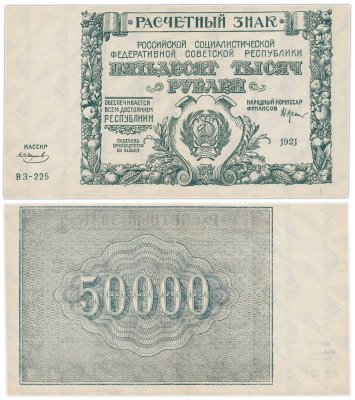 РАСЧЕТНЫЙ ЗНАК
РОССИЙСКОЙ СОЦИАЛИСТИЧЕСКОЙ
ФЕДЕРАТИВНОЙ СОВЕТСКОЙ РЕСПУБЛИКИ
ПЯТЬДЕСЯТ ТЫСЯЧ
РУБЛЕЙ
ОБЕСПЕЧИВАЕТСЯ
ВСЕМ ДОСТОЯНИЕМ
РЕСПУБЛИКИ
НАРОДНЫЙ КОМИССАР
ФИНАНСОВ
КАССИР
ПОДДЕЛКА
ПРЕСЛЕДУЕТСЯ
ПО ЗАКОНУ
1921
ВЗ-225
50000